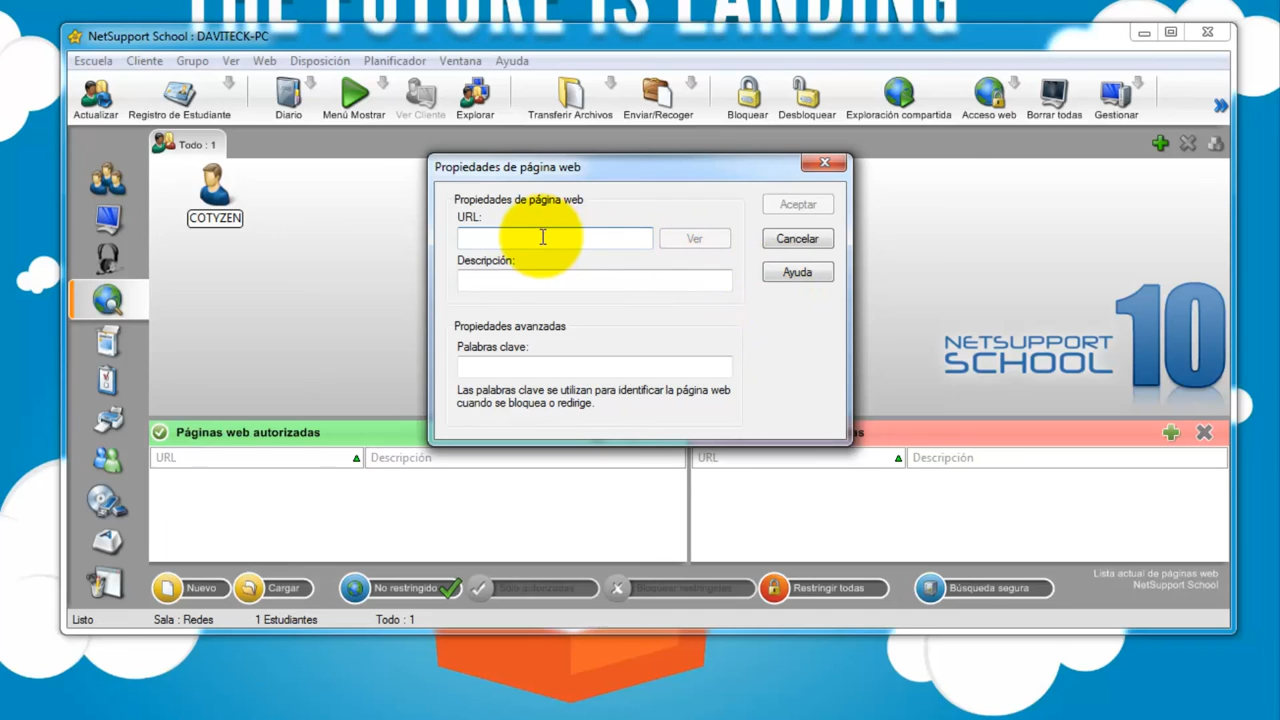 THE FUTURE IS LANDING
NetSupport School : DAVITECK-PC
Escuela Cliente Grupo Ver Web Disposición Planificador Ventana Ayuda
Actualizar Registro de Estudiante Diario Menú Mostrar Ver Cliente Explorar Transferir Archivos Enviar/Recoger Bloquear Desbloquear Exploración compartida Acceso web Borrar todas Gestionar
Todo : 1
COTYZEN
Propiedades de página web
Propiedades de página web
URL:
Descripción:
Aceptar
Ver
Cancelar
Ayuda
Propiedades avanzadas
Palabras clave:
Las palabras clave se utilizan para identificar la página web
cuando se bloquea o redirige.
NETSUPPORT
SCHOOL 10
Páginas web autorizadas
URL Descripción URL Descripción
Nuevo Cargar No restringido Sólo autorizadas Bloquear restringidas Restringir todas Búsqueda segura
Lista actual de páginas web
NetSupport School
Listo Sala : Redes 1 Estudiantes Todo : 1